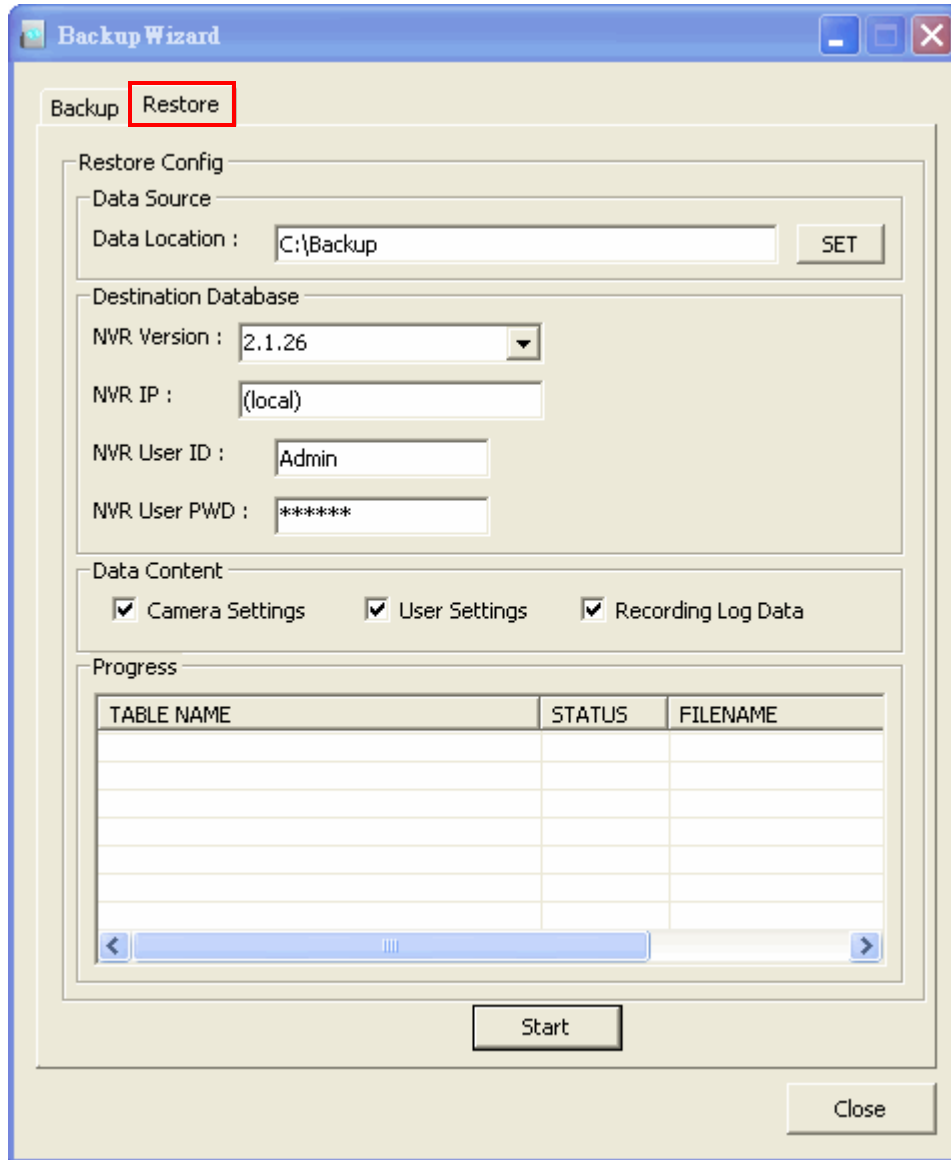 Backup Wizard
Backup Restore
Restore Config
Data Source
Data Location : C:\Backup SET
Destination Database
NVR Version : 2.1.26
NVR IP : (local)
NVR User ID : Admin
NVR User PWD : ******
Data Content
Camera Settings User Settings Recording Log Data
Progress
TABLE NAME STATUS FILENAME
Start
Close